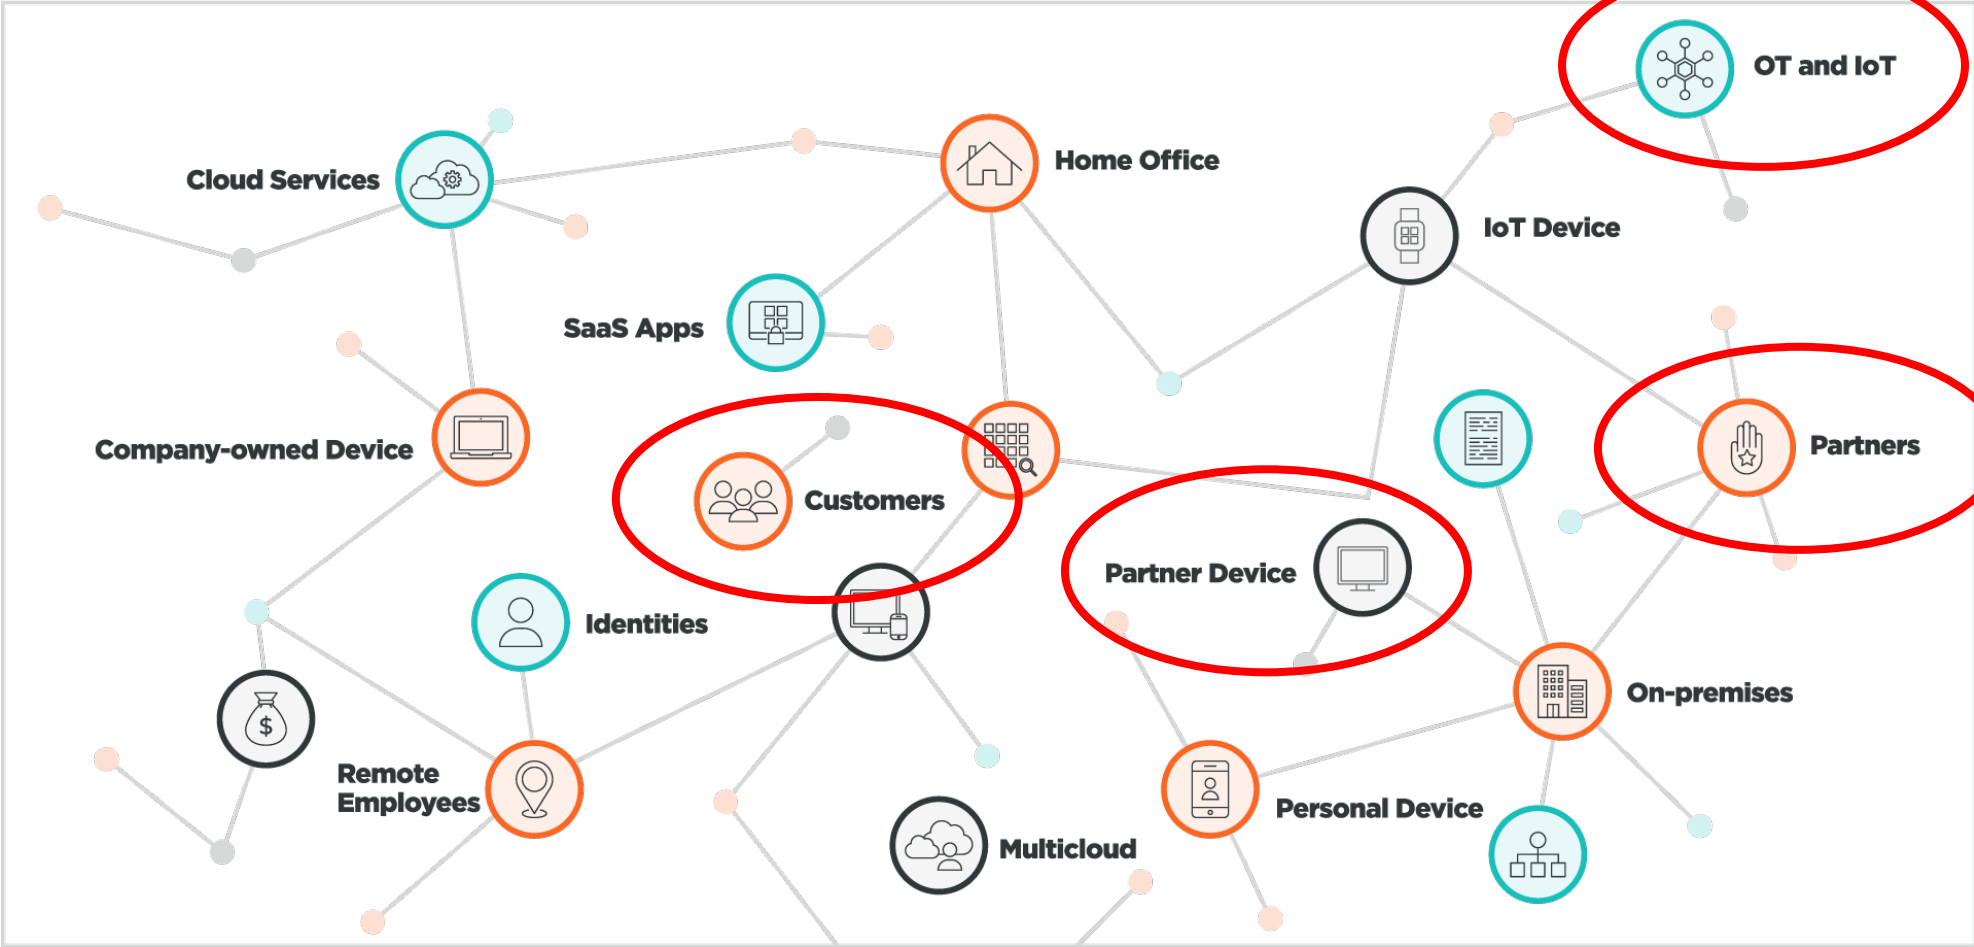 OT and IoT
Home Office
Cloud Services
IoT Device
SaaS Apps
Company-owned Device
Partners
Customers
Partner Device
Identities
On-premises
Remote
Employees
Personal Device
Multicloud
$